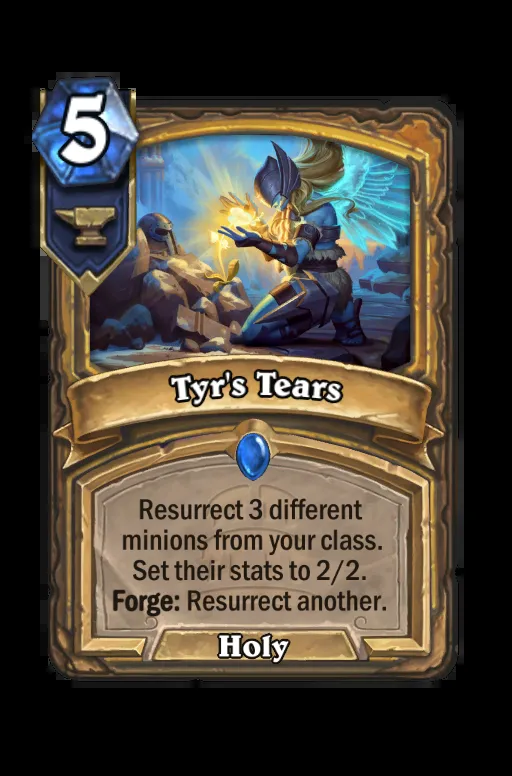 5
Tyr's Tears
Resurrect 3 different
minions from your class.
Set their stats to 2/2.
Forge: Resurrect another.
Holy